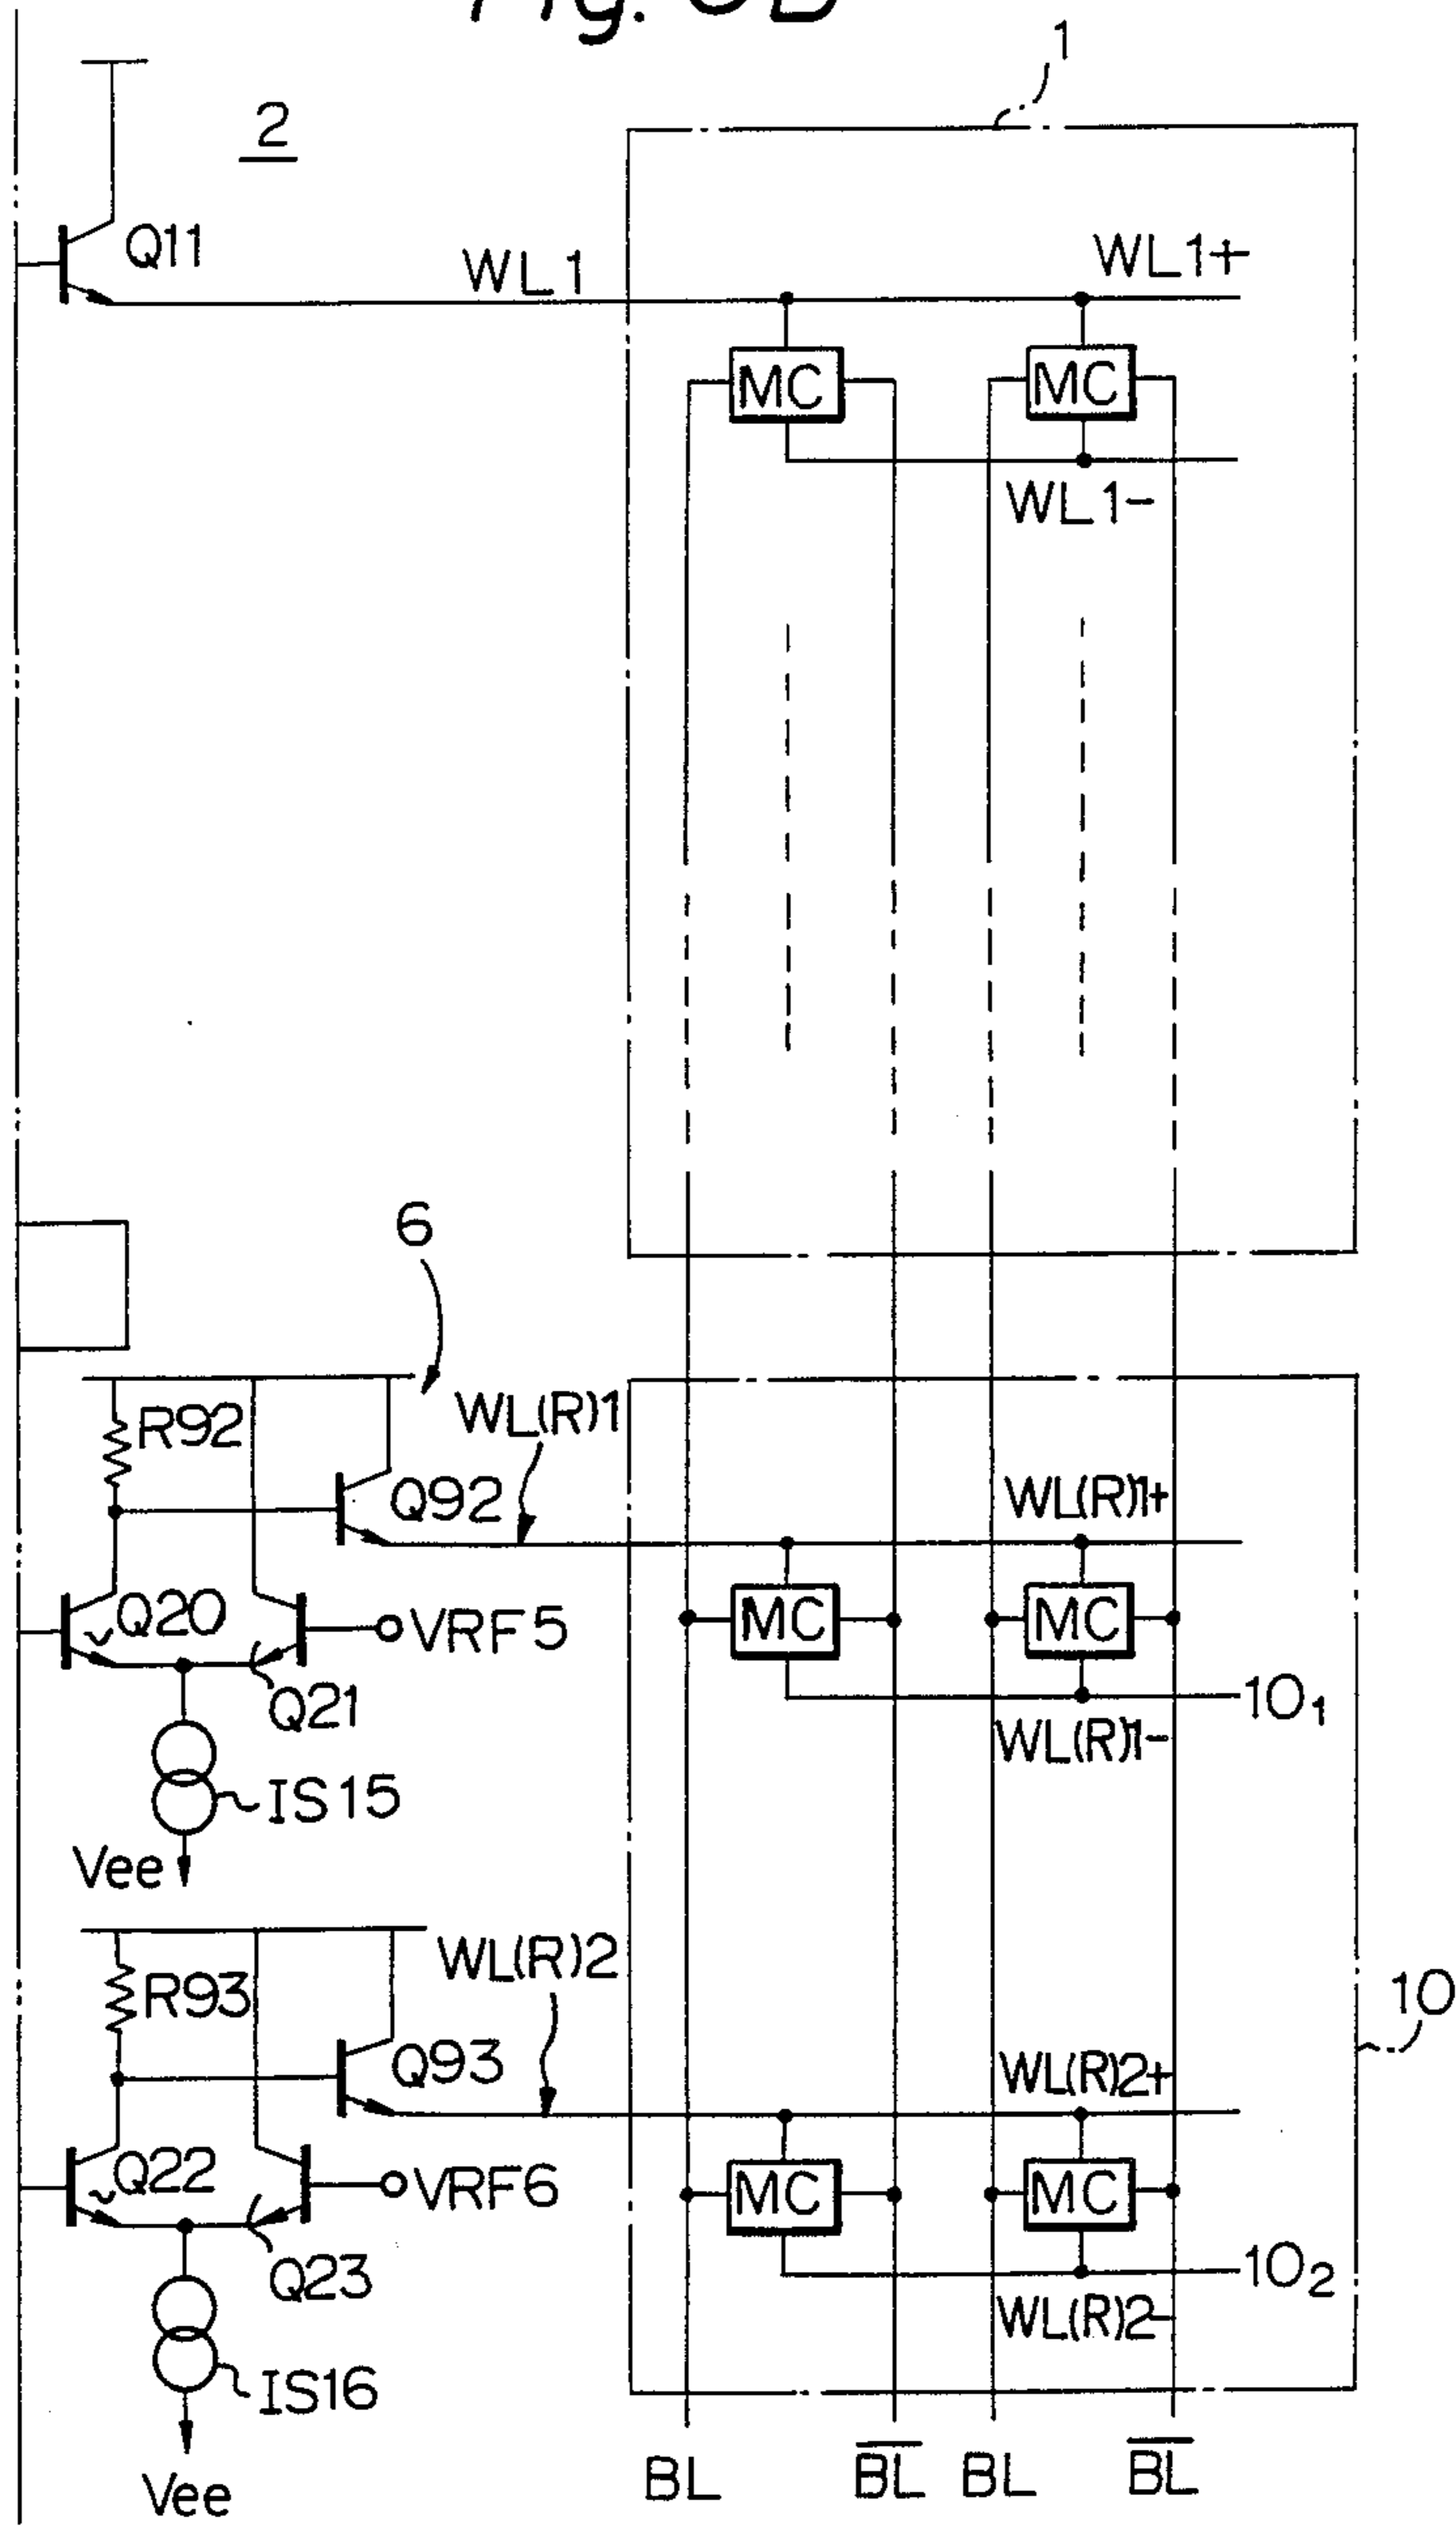 Fig.
1
2
Q11
WL1
WL1+
MC
MC
WL1-
6
R92
WL(R)1
Q92
WL(R)1+
Q20
MC
MC
VRF5
Q21
10₁
WL(R)1-
IS15
Vee
WL(R)2
R93
10
Q93
WL(R)2+
Q22
MC
MC
VRF6
Q23
10₂
WL(R)2-
IS16
Vee
BL
B̅L̅
BL
B̅L̅